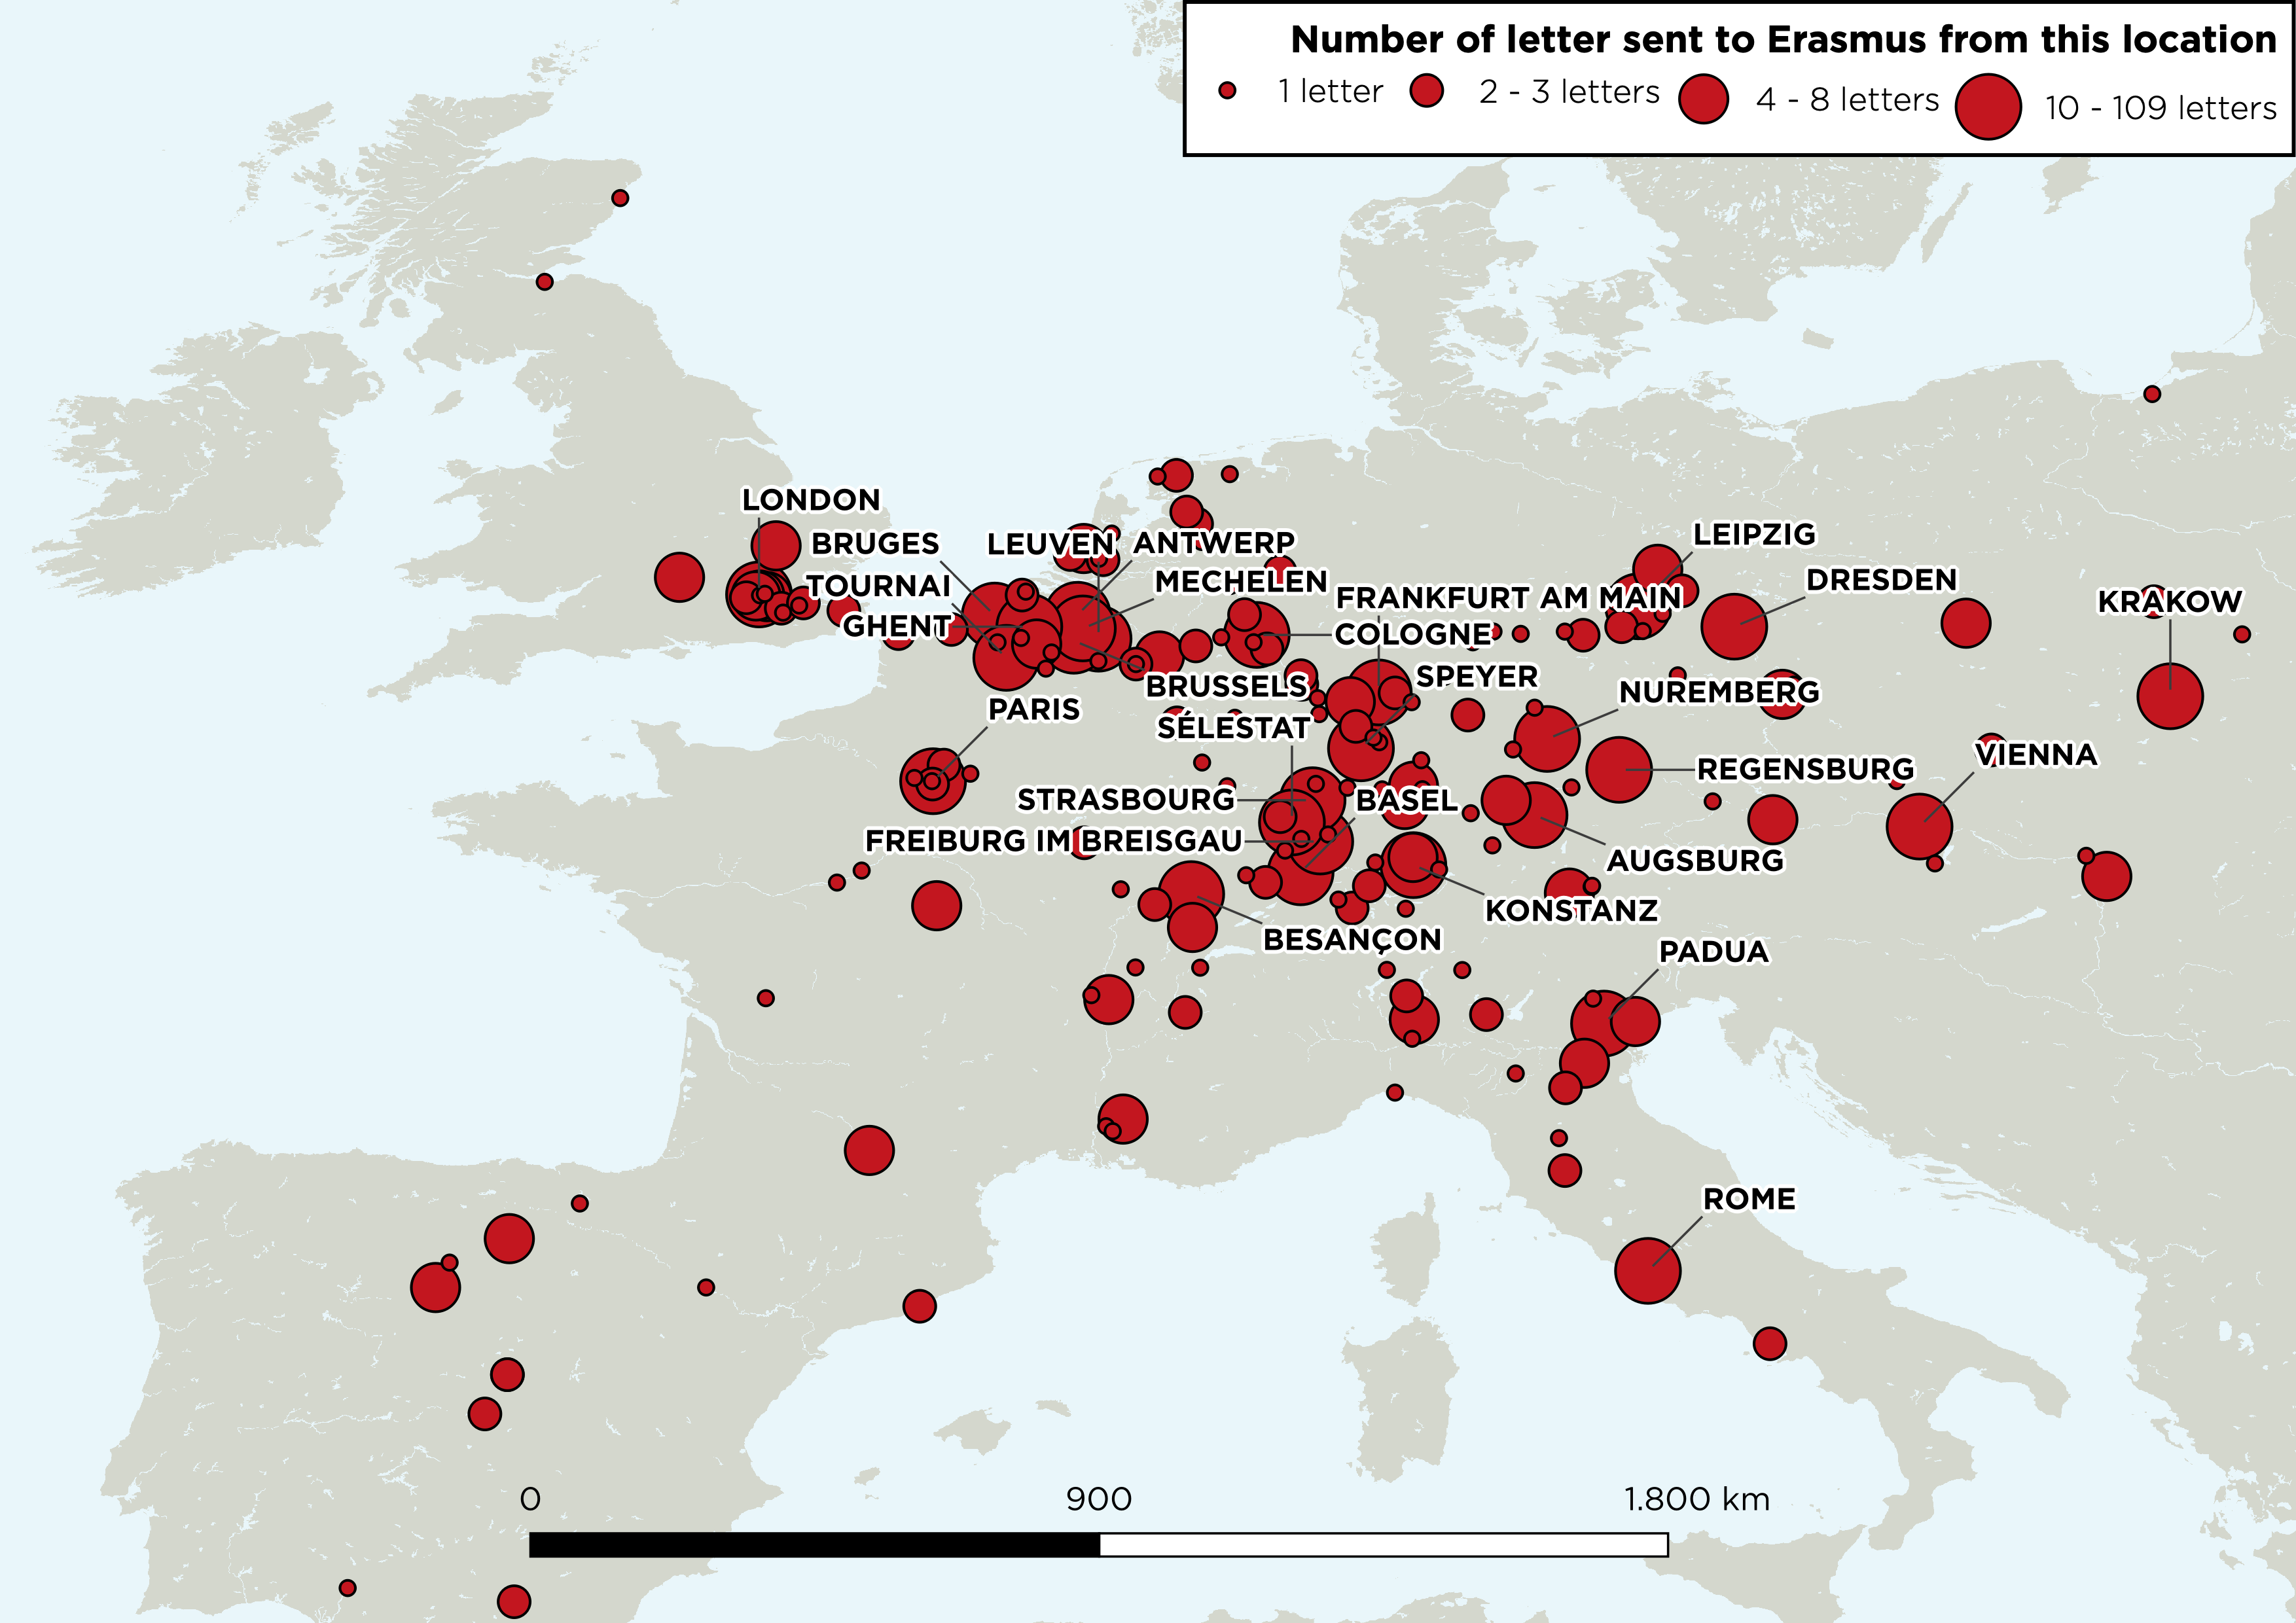 Number of letter sent to Erasmus from this location
1 letter 2 - 3 letters 4 - 8 letters 10 - 109 letters
LONDON
BRUGES
LEUVEN
ANTWERP
LEIPZIG
TOURNAI
MECHELEN
DRESDEN
FRANKFURT AM MAIN
KRAKOW
GHENT
COLOGNE
SPEYER
BRUSSELS
NUREMBERG
PARIS
SÉLESTAT
VIENNA
REGENSBURG
STRASBOURG
BASEL
FREIBURG IM BREISGAU
AUGSBURG
KONSTANZ
BESANÇON
PADUA
ROME
0 900 1.800 km